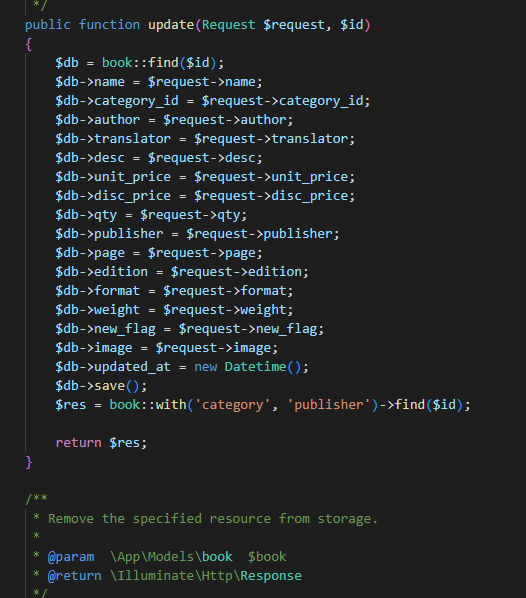 */
public function update(Request $request, $id)
{
$db = book::find($id);
$db->name = $request->name;
$db->category_id = $request->category_id;
$db->author = $request->author;
$db->translator = $request->translator;
$db->desc = $request->desc;
$db->unit_price = $request->unit_price;
$db->disc_price = $request->disc_price;
$db->qty = $request->qty;
$db->publisher = $request->publisher;
$db->page = $request->page;
$db->edition = $request->edition;
$db->format = $request->format;
$db->weight = $request->weight;
$db->new_flag = $request->new_flag;
$db->image = $request->image;
$db->updated_at = new Datetime();
$db->save();
$res = book::with('category', 'publisher')->find($id);
return $res;
}
/**
* Remove the specified resource from storage.
*
* @param  \App\Models\book  $book
* @return \Illuminate\Http\Response
*/